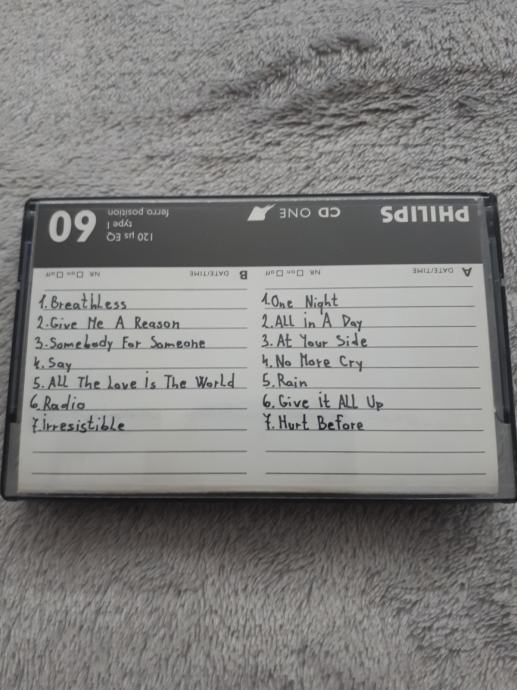 PHILIPS
CD ONE
120 µs EQ
type I
ferro position
60
A DATE/TIME NR on off
B DATE/TIME NR on off
1. Breathless
2. Give Me A Reason
3. Somebody For Someone
4. Say
5. ALL The Love is The World
6. Radio
7. irresistible
1. One Night
2. ALL in A Day
3. At Your Side
4. No More Cry
5. Rain
6. Give it ALL Up
7. Hurt Before